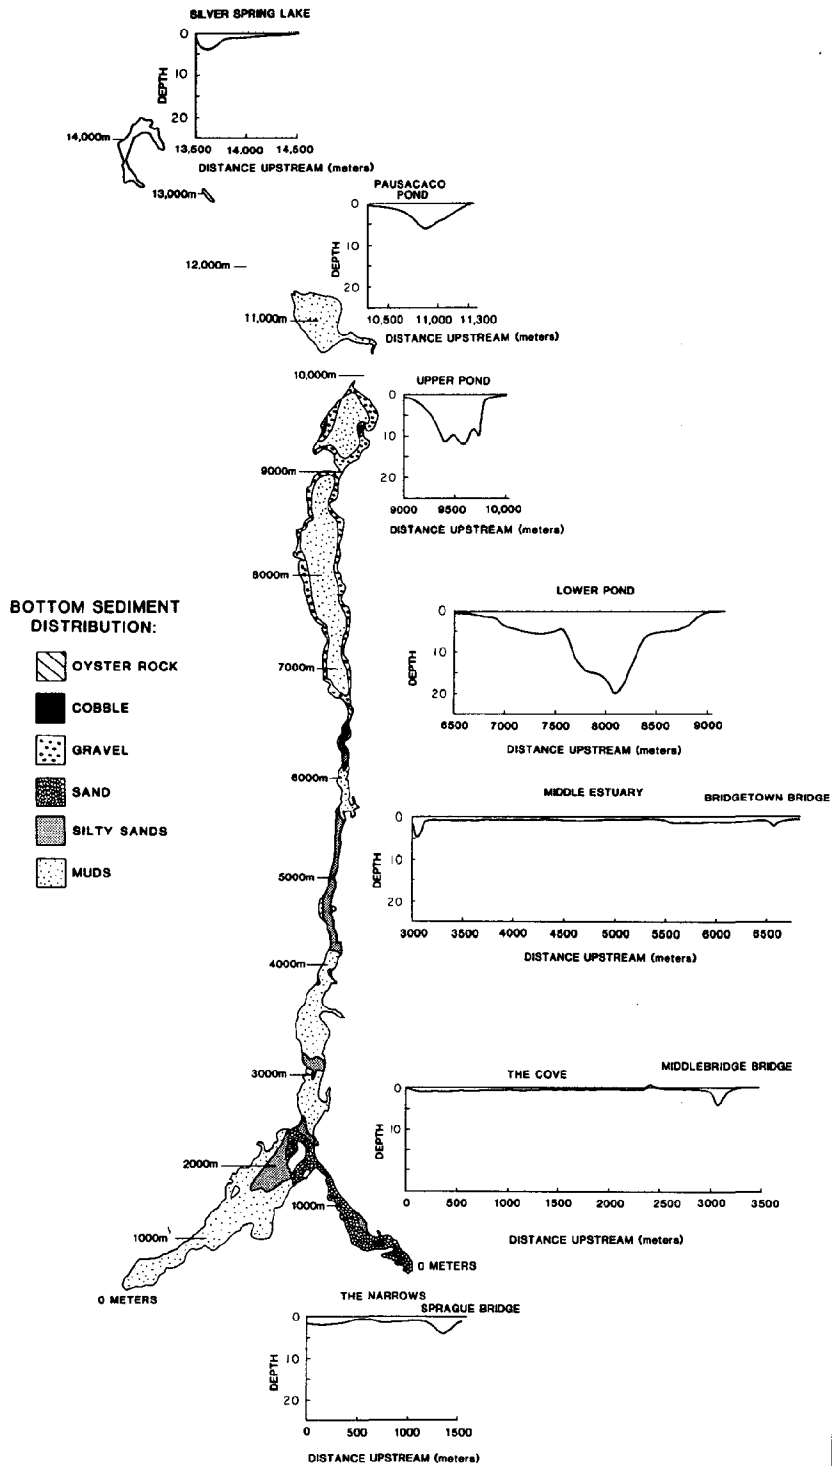 SILVER SPRING LAKE
0
10
20
DEPTH
13,500 14,000 14,500
DISTANCE UPSTREAM (meters)
14,000m
13,000m
PAUSACACO
POND
0
10
20
DEPTH
10,500 11,000 11,300
DISTANCE UPSTREAM (meters)
12,000m
11,000m
10,000m
UPPER POND
0
10
20
DEPTH
9000 9500 10,000
DISTANCE UPSTREAM (meters)
9000m
8000m
7000m
LOWER POND
0
10
20
DEPTH
6500 7000 7500 8000 8500 9000
DISTANCE UPSTREAM (meters)
BOTTOM SEDIMENT
DISTRIBUTION:
OYSTER ROCK
COBBLE
GRAVEL
SAND
SILTY SANDS
MUDS
6000m
5000m
4000m
MIDDLE ESTUARY
BRIDGETOWN BRIDGE
0
10
20
DEPTH
3000 3500 4000 4500 5000 5500 6000 6500
DISTANCE UPSTREAM (meters)
3000m
2000m
1000m
1000m
0 METERS
0 METERS
THE COVE
MIDDLEBRIDGE BRIDGE
0
10
DEPTH
0 500 1000 1500 2000 2500 3000 3500
DISTANCE UPSTREAM (meters)
THE NARROWS
SPRAGUE BRIDGE
0
10
20
DEPTH
0 500 1000 1500
DISTANCE UPSTREAM (meters)